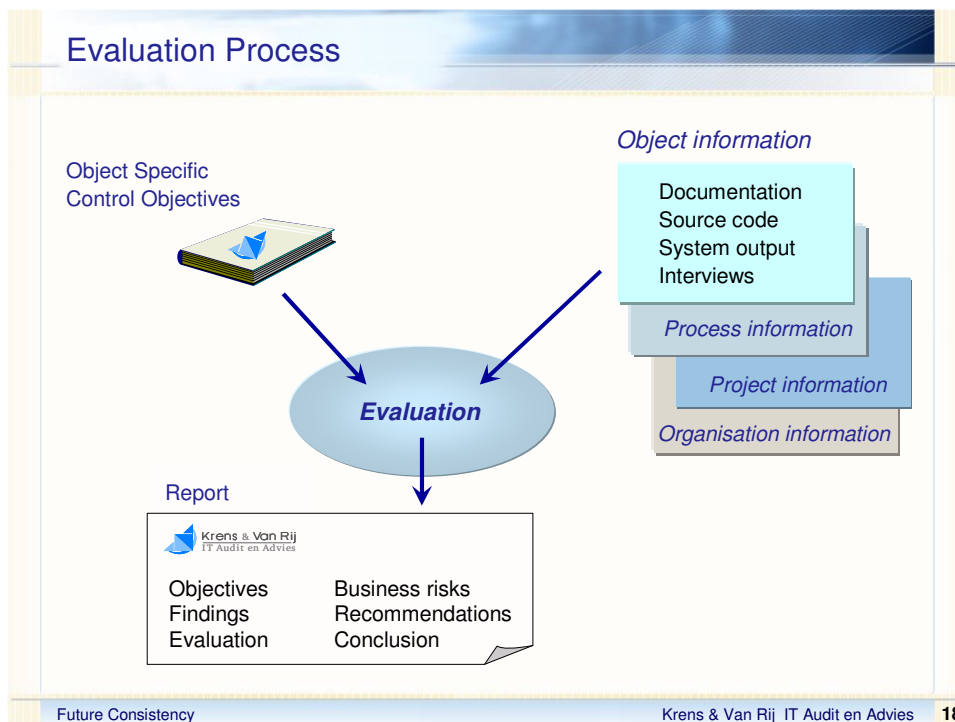 Evaluation Process
Object Specific
Control Objectives
Object information
Documentation
Source code
System output
Interviews
Process information
Project information
Organisation information
Evaluation
Report
Krens & Van Rij
IT Audit en Advies
Objectives Business risks
Findings Recommendations
Evaluation Conclusion
Future Consistency Krens & Van Rij IT Audit en Advies 18